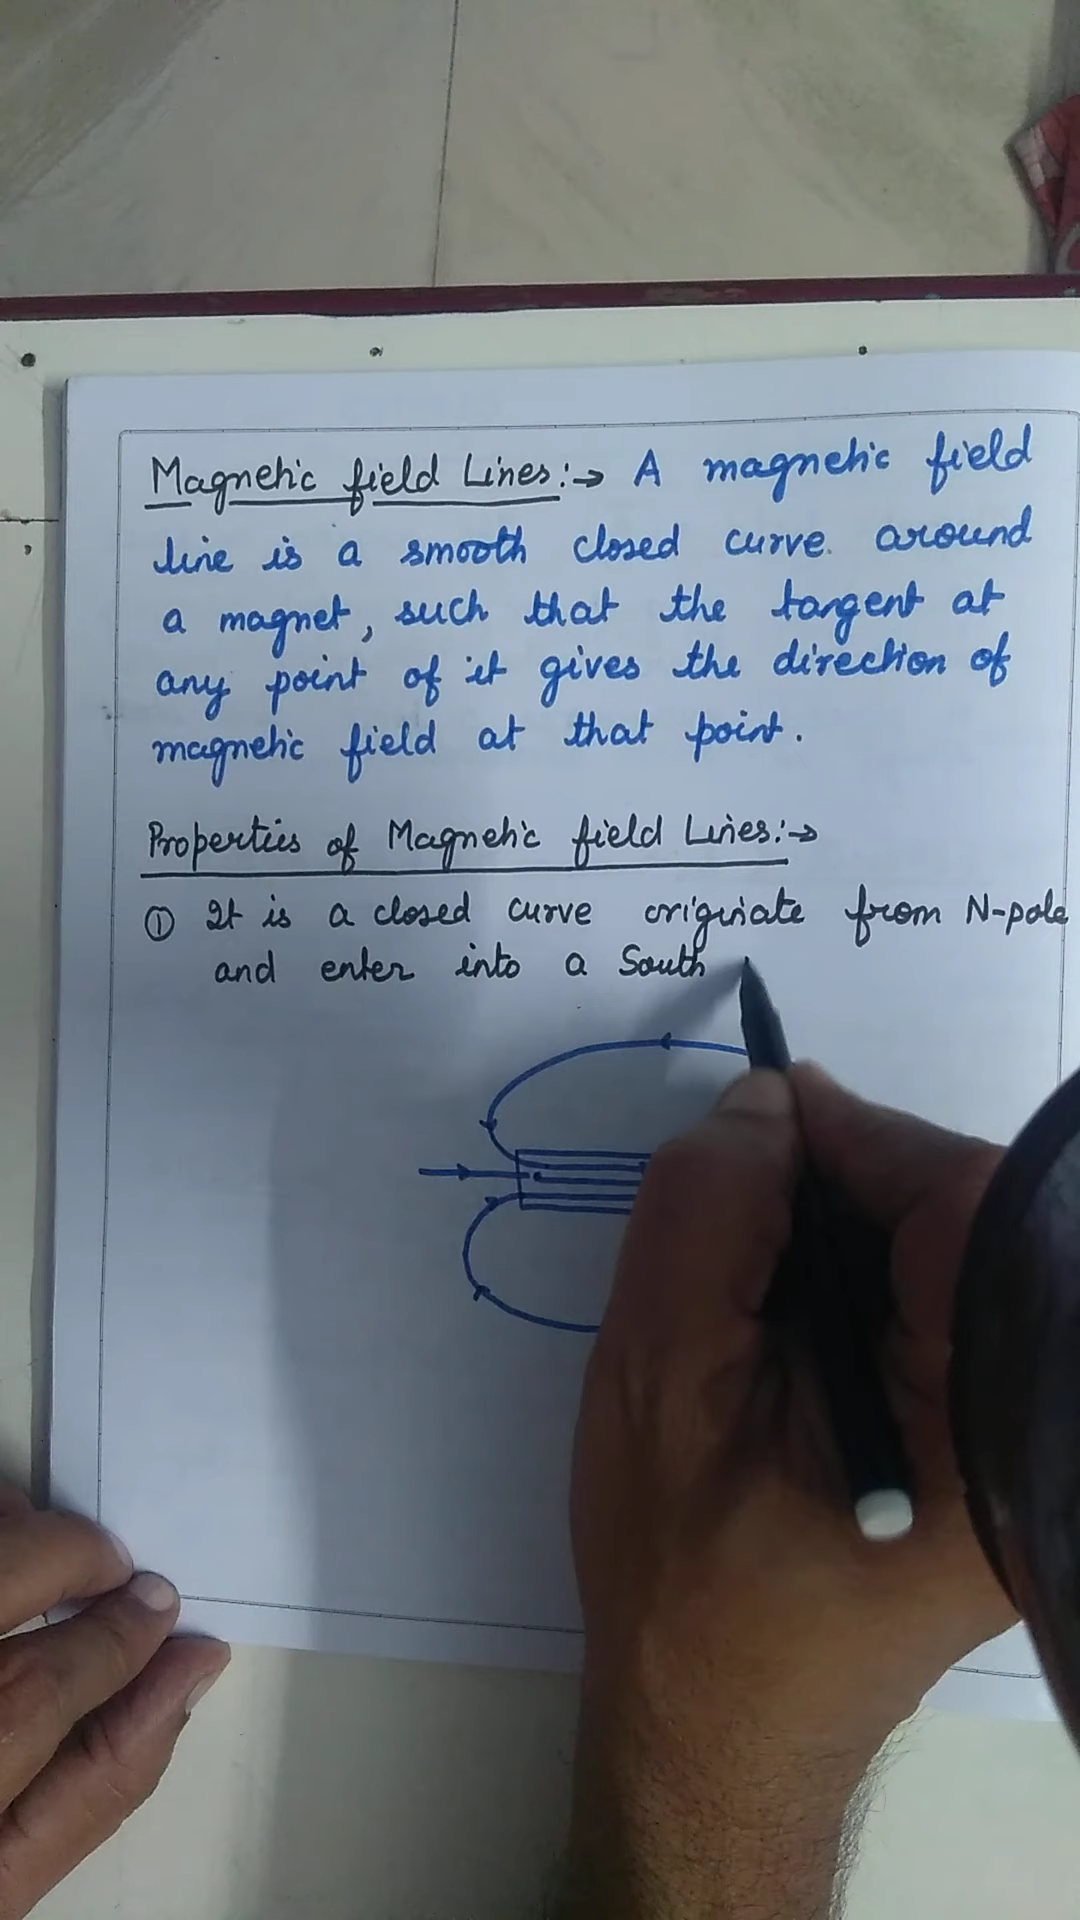 Magnetic field Lines:→ A magnetic field
line is a smooth closed curve. around
a magnet, such that the tangent at
any point of it gives the direction of
magnetic field at that point.
Properties of Magnetic field Lines:→
① It is a closed curve originate from N-pole
and enter into a South